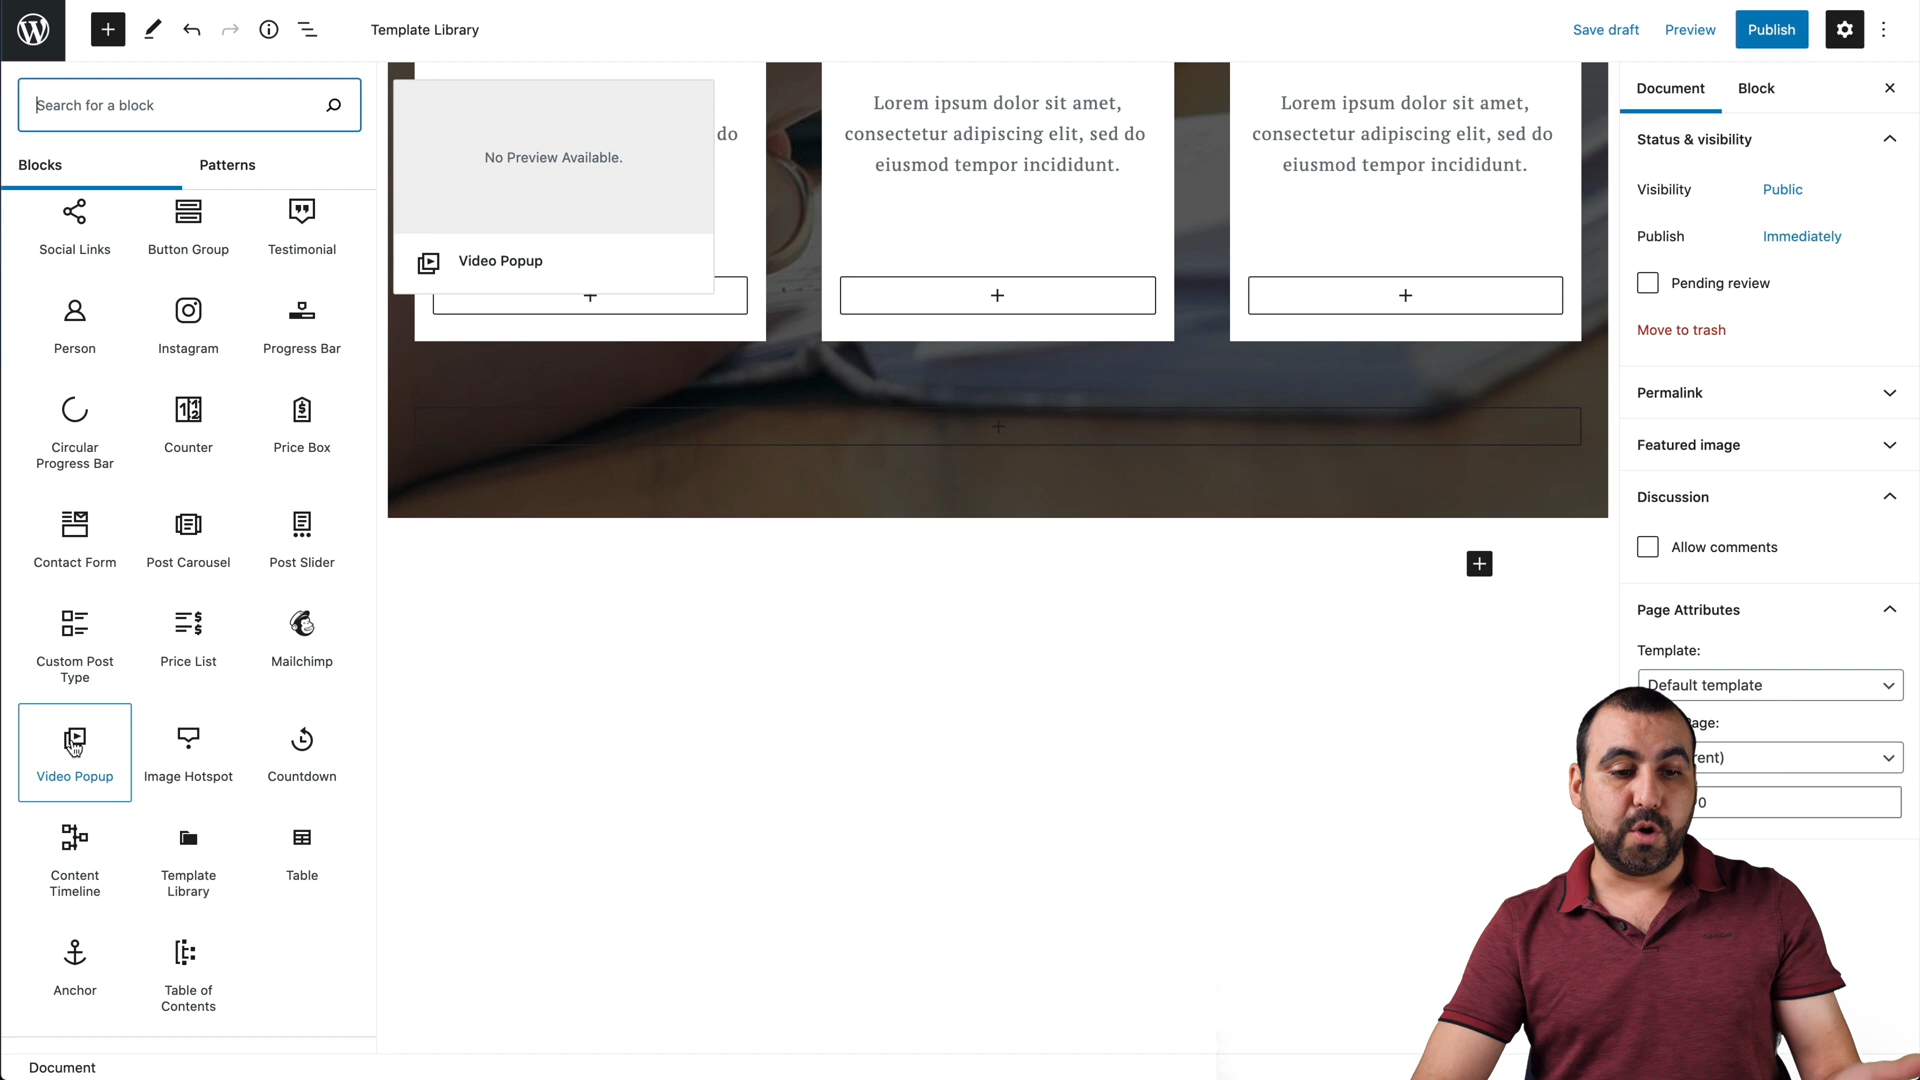 Template Library
Save draft
Preview
Publish
Search for a block
Blocks
Patterns
Social Links
Button Group
Testimonial
Person
Instagram
Progress Bar
Circular
Progress Bar
Counter
Price Box
Contact Form
Post Carousel
Post Slider
Custom Post
Type
Price List
Mailchimp
Video Popup
Image Hotspot
Countdown
Content
Timeline
Template
Library
Table
Anchor
Table of
Contents
Document
No Preview Available.
Video Popup
do
Lorem ipsum dolor sit amet,
consectetur adipiscing elit, sed do
eiusmod tempor incididunt.
Lorem ipsum dolor sit amet,
consectetur adipiscing elit, sed do
eiusmod tempor incididunt.
Document
Block
Status & visibility
Visibility
Public
Publish
Immediately
Pending review
Move to trash
Permalink
Featured image
Discussion
Allow comments
Page Attributes
Template:
Default template
0